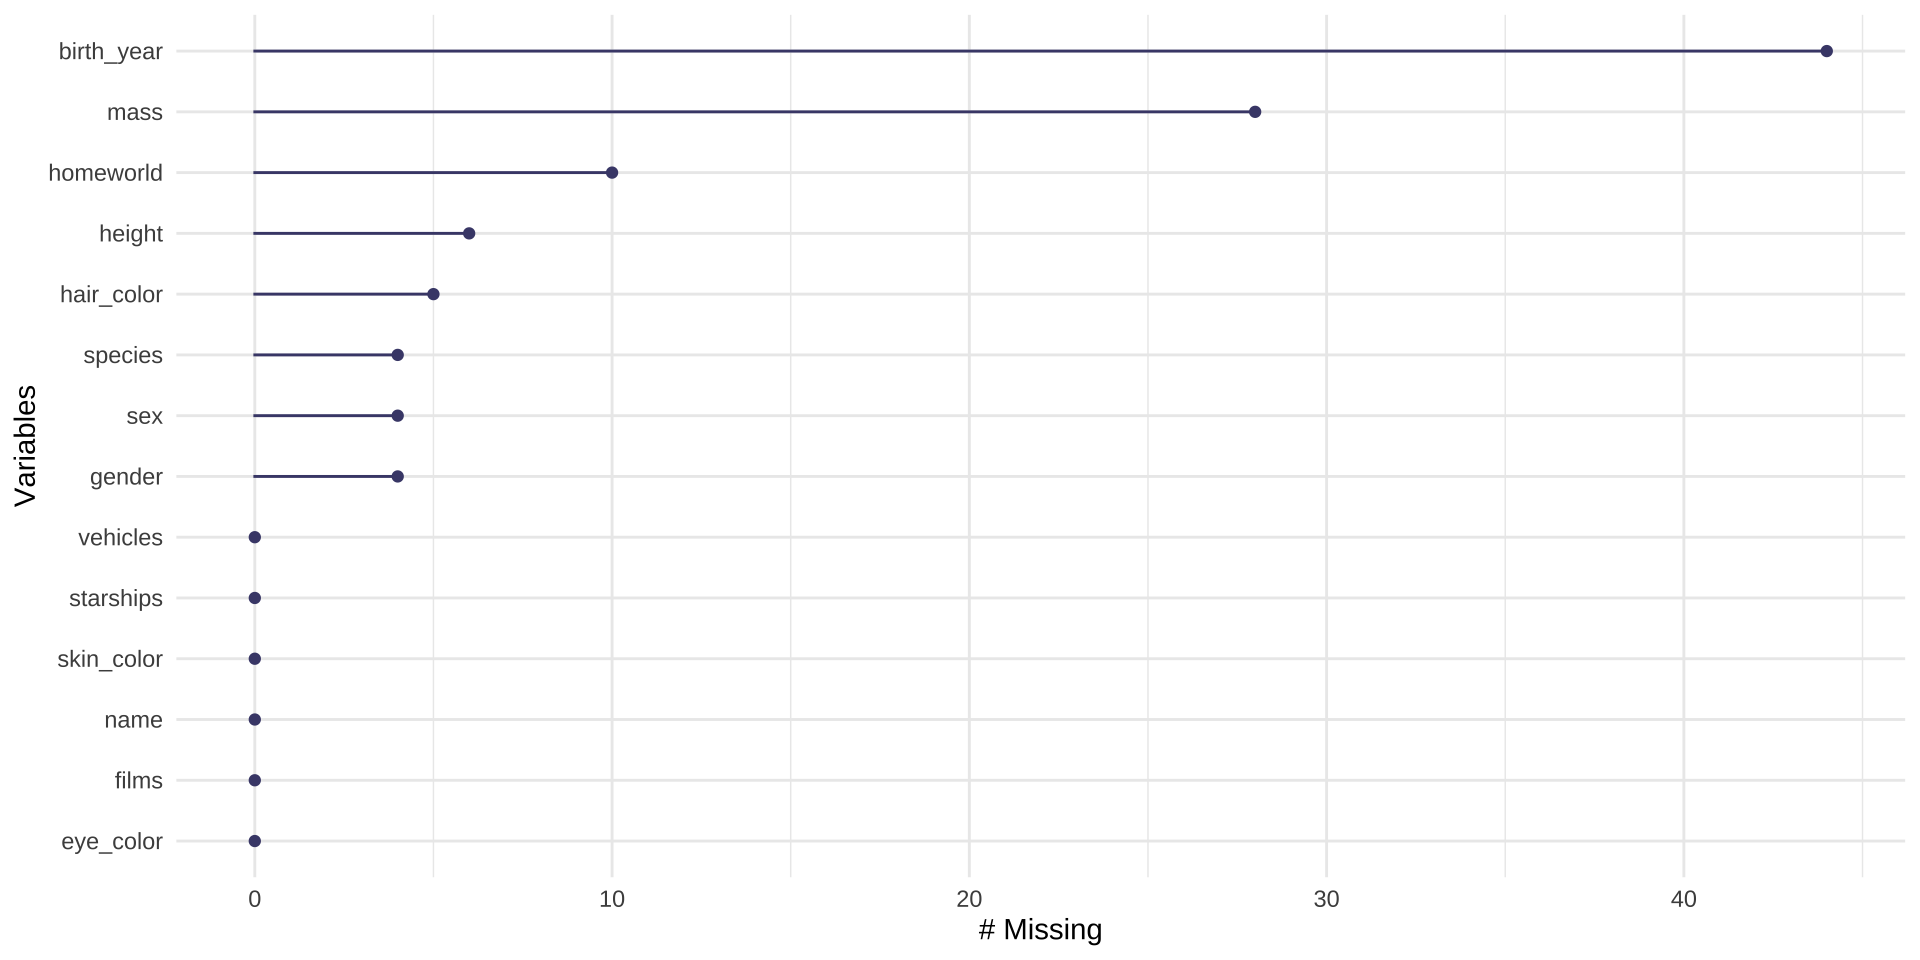 birth_year
mass
homeworld
height
hair_color
species
sex
gender
vehicles
starships
skin_color
name
films
eye_color
Variables
0 10 20 30 40
# Missing